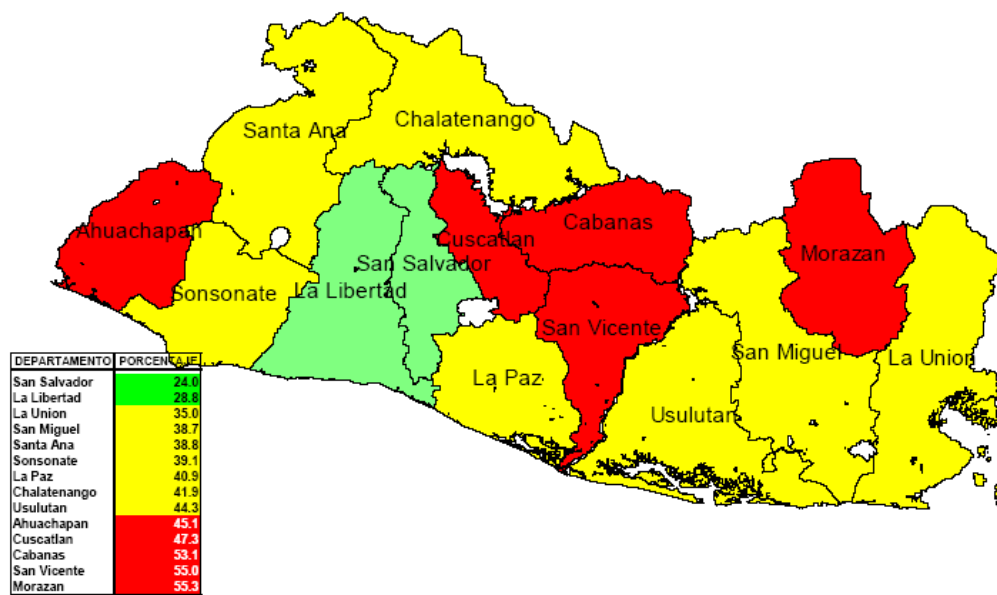 Chalatenango
Santa Ana
Cabanas
Ahuachapan
Cuscatlan
Morazan
San Salvador
Sonsonate
La Libertad
San Vicente
San Miguel
La Union
La Paz
Usulutan
DEPARTAMENTO PORCENTAJE
San Salvador 24.0
La Libertad 28.8
La Union 35.0
San Miguel 38.7
Santa Ana 38.8
Sonsonate 39.1
La Paz 40.9
Chalatenango 41.9
Usulutan 44.3
Ahuachapan 45.1
Cuscatlan 47.3
Cabanas 53.1
San Vicente 55.0
Morazan 55.3